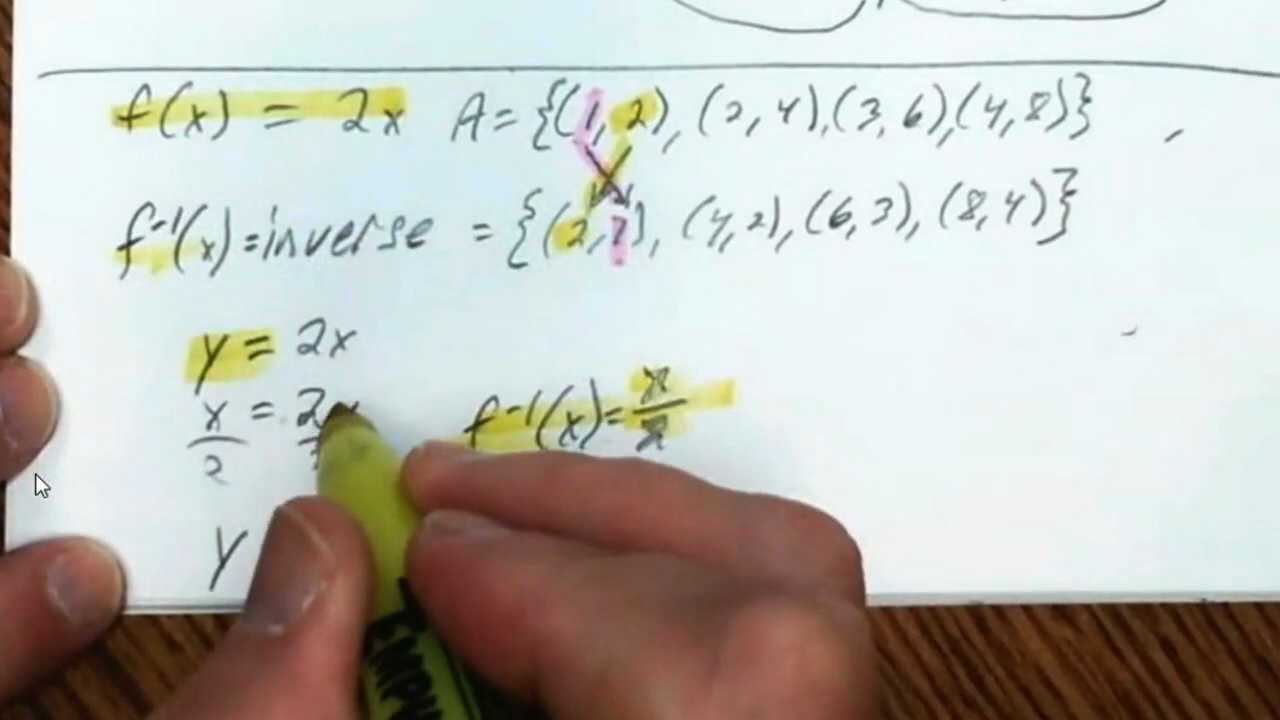 f(x) = 2x A = {(1, 2), (2, 4), (3, 6), (4, 8)}
f⁻¹(x) = inverse = {(2, 1), (4, 2), (6, 3), (8, 4)}
y = 2x
x = 2
2
f⁻¹(x) = x
y